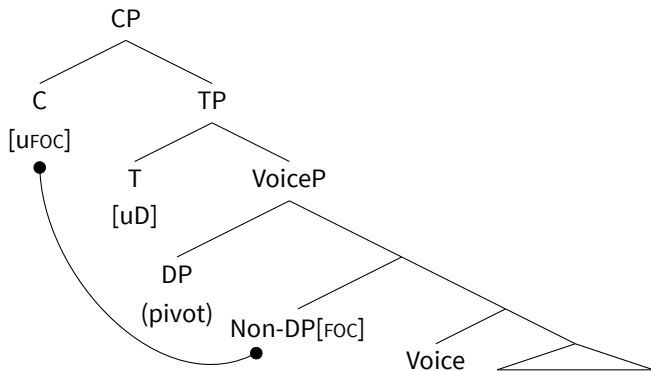 CP
C
TP
[uFOC]
T
VoiceP
[uD]
DP
(pivot)
Non-DP[FOC]
Voice